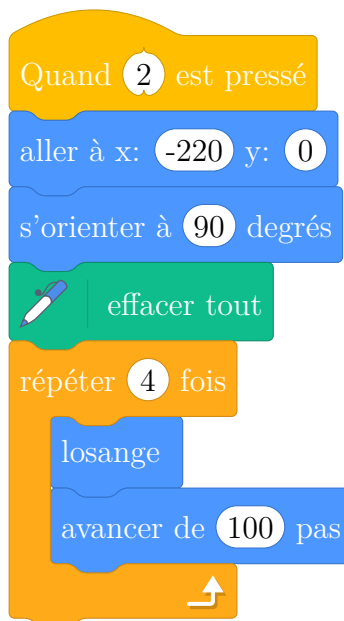 Quand 2 est pressé
aller à x: -220 y: 0
s'orienter à 90 degrés
effacer tout
répéter 4 fois
losange
avancer de 100 pas